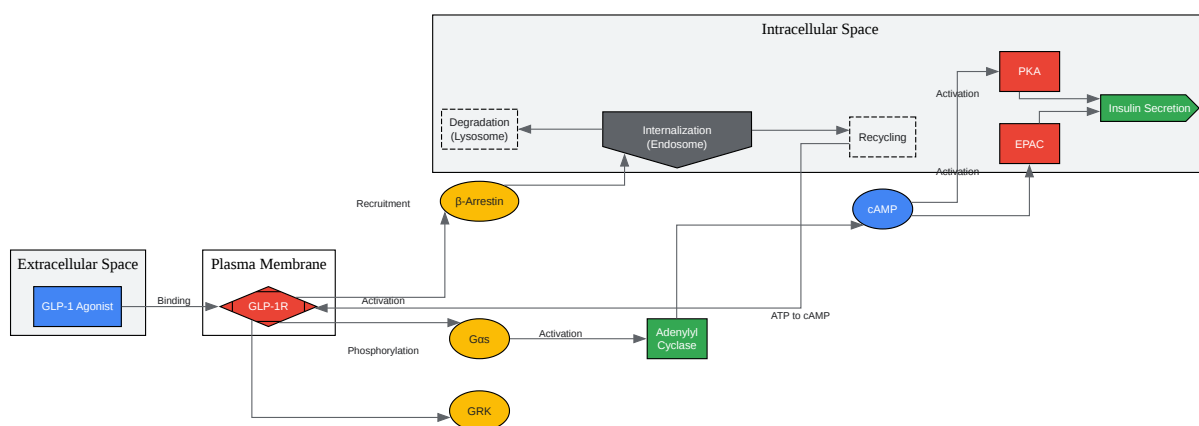 Intracellular Space
PKA
Activation
Insulin Secretion
Degradation
(Lysosome)
Internalization
(Endosome)
Recycling
EPAC
Activation
Recruitment
β-Arrestin
cAMP
Extracellular Space
Plasma Membrane
GLP-1 Agonist
Binding
GLP-1R
Activation
ATP to cAMP
Phosphorylation
Gαs
Activation
Adenylyl
Cyclase
GRK